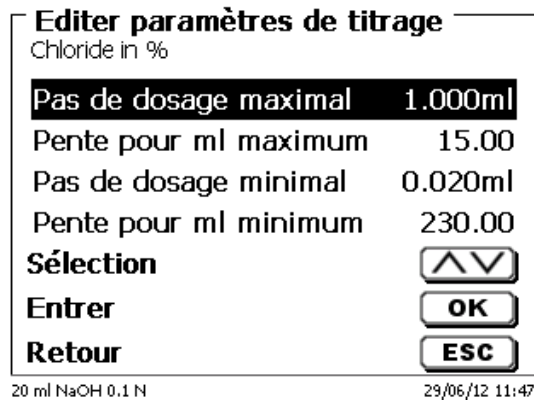 Editer paramètres de titrage
Chloride in %
Pas de dosage maximal 1.000ml
Pente pour ml maximum 15.00
Pas de dosage minimal 0.020ml
Pente pour ml minimum 230.00
Sélection
Entrer OK
Retour ESC
20 ml NaOH 0.1 N 29/06/12 11:47